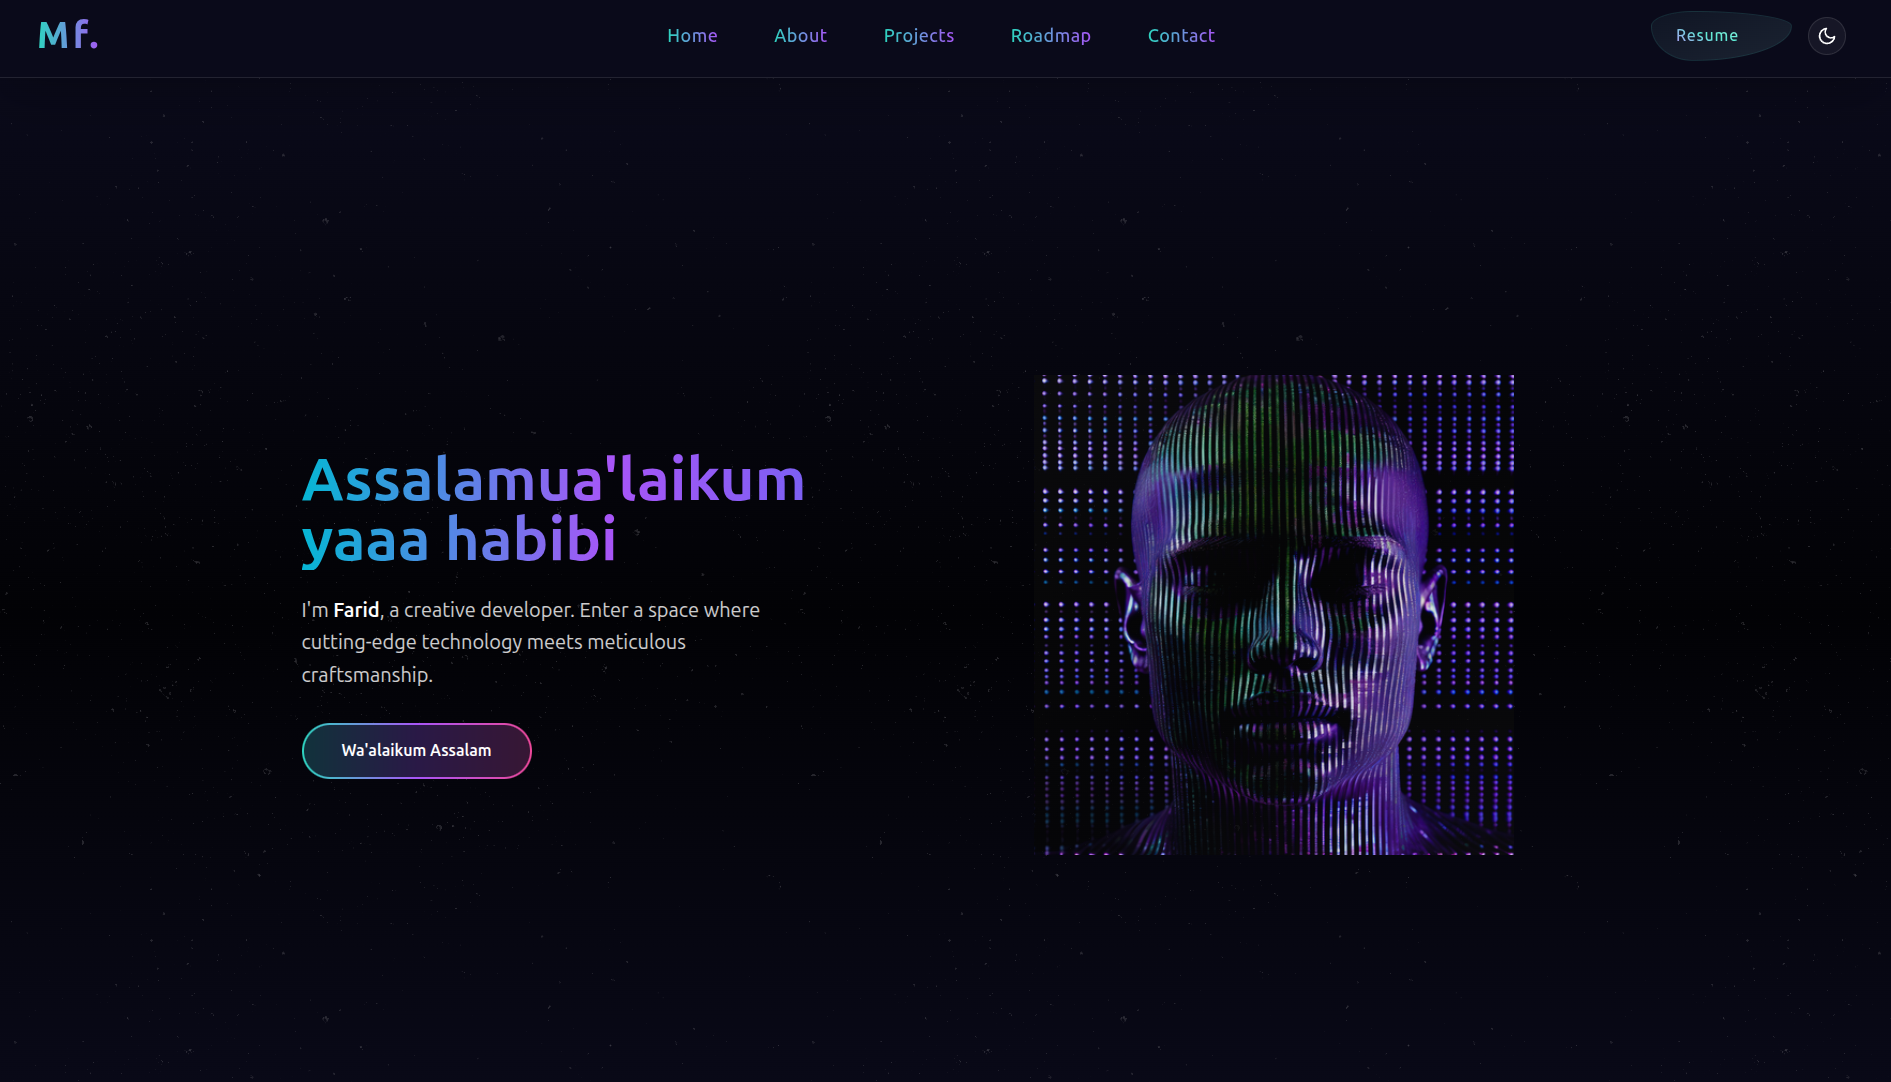 Mf.
Home
About
Projects
Roadmap
Contact
Resume
Assalamua'laikum
yaaa habibi
I'm Farid, a creative developer. Enter a space where
cutting-edge technology meets meticulous
craftsmanship.
Wa'alaikum Assalam